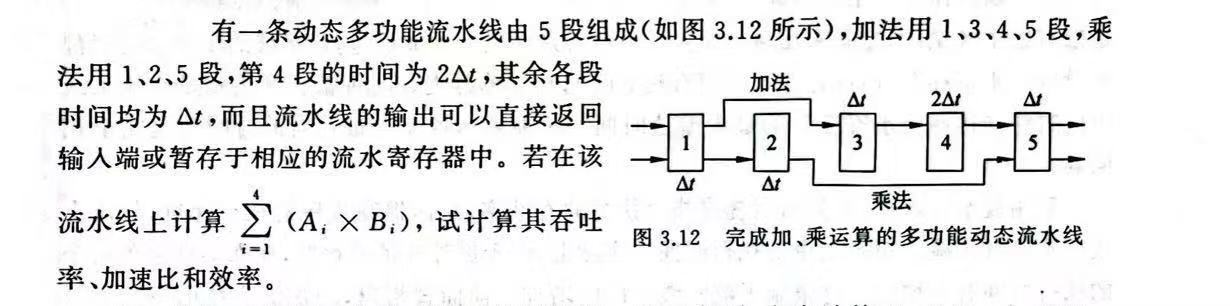 有一条动态多功能流水线由 5 段组成(如图 3.12 所示),加法用 1、3、4、5 段,乘
法用 1、2、5 段,第 4 段的时间为 2Δt,其余各段
时间均为 Δt,而且流水线的输出可以直接返回
输入端或暂存于相应的流水寄存器中。若在该
流水线上计算 $\sum_{i=1}^{4}(A_i \times B_i)$,试计算其吞吐
率、加速比和效率。
加法
Δt 2Δt Δt
1 2 3 4 5
Δt Δt
乘法
图 3.12 完成加、乘运算的多功能动态流水线